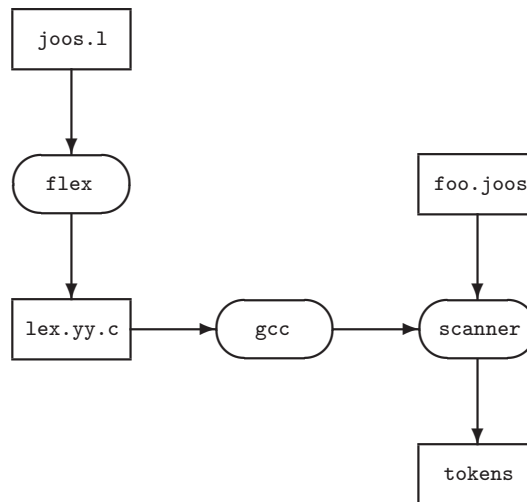 joos.l
flex
foo.joos
lex.yy.c
gcc
scanner
tokens